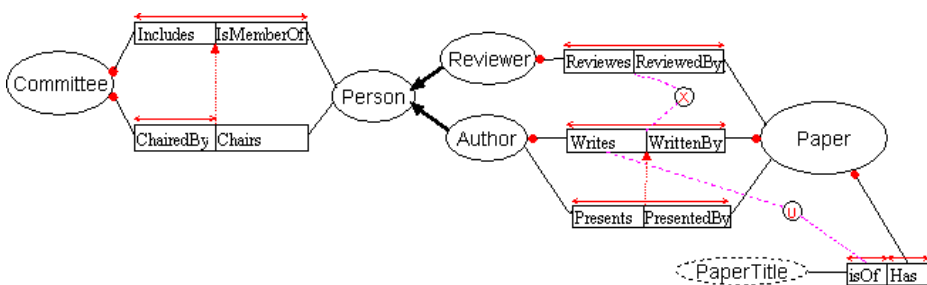 Includes IsMemberOf
Committee
ChairedBy Chairs
Person
Reviewer
Reviewes ReviewedBy
X
Author
Writes WrittenBy
Paper
Presents PresentedBy
U
PaperTitle
isOf Has